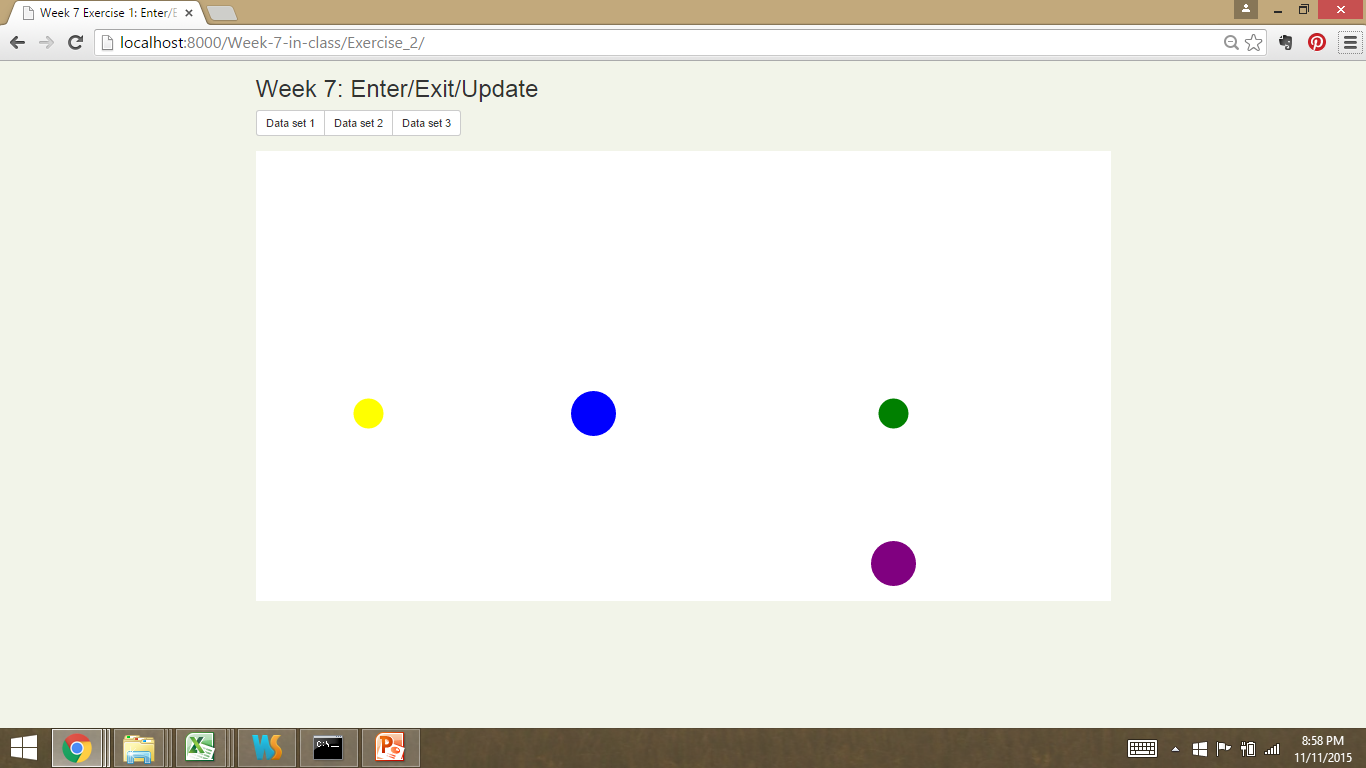 Week 7 Exercise 1: Enter/E
localhost:8000/Week-7-in-class/Exercise_2/
Week 7: Enter/Exit/Update
Data set 1 Data set 2 Data set 3
8:58 PM
11/11/2015